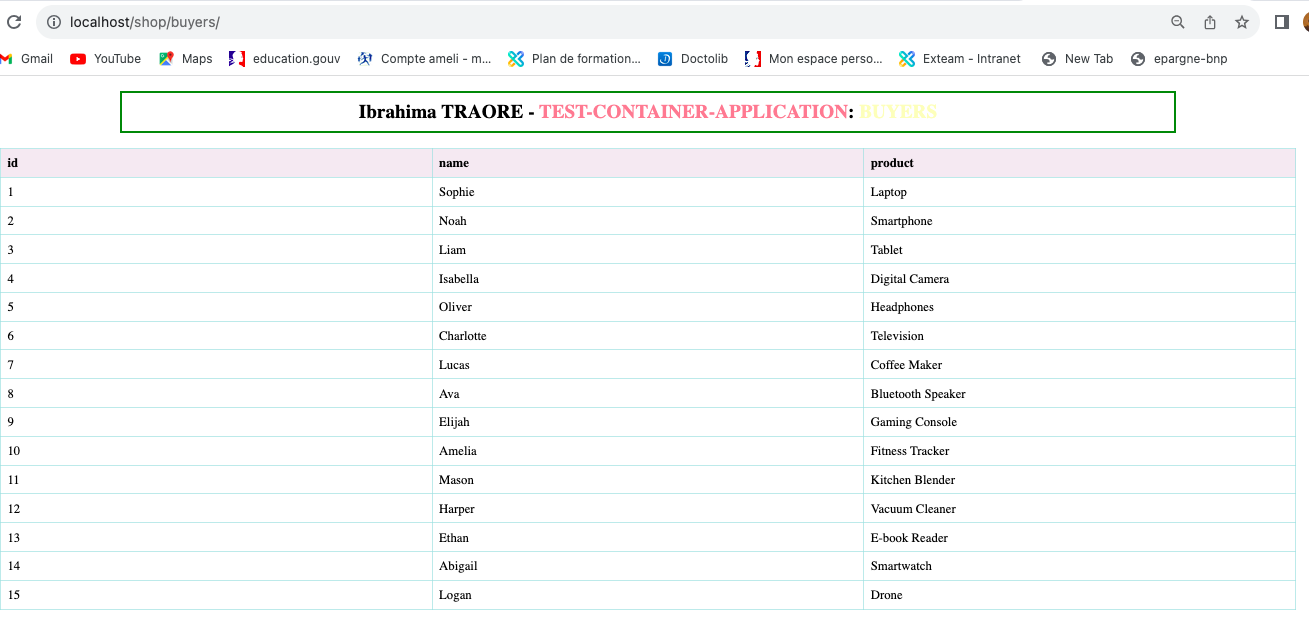 localhost/shop/buyers/
Gmail YouTube Maps education.gouv Compte ameli - m... Plan de formation... Doctolib Mon espace perso... Exteam - Intranet New Tab epargne-bnp
Ibrahima TRAORE - TEST-CONTAINER-APPLICATION: BUYERS
id name product
1 Sophie Laptop
2 Noah Smartphone
3 Liam Tablet
4 Isabella Digital Camera
5 Oliver Headphones
6 Charlotte Television
7 Lucas Coffee Maker
8 Ava Bluetooth Speaker
9 Elijah Gaming Console
10 Amelia Fitness Tracker
11 Mason Kitchen Blender
12 Harper Vacuum Cleaner
13 Ethan E-book Reader
14 Abigail Smartwatch
15 Logan Drone